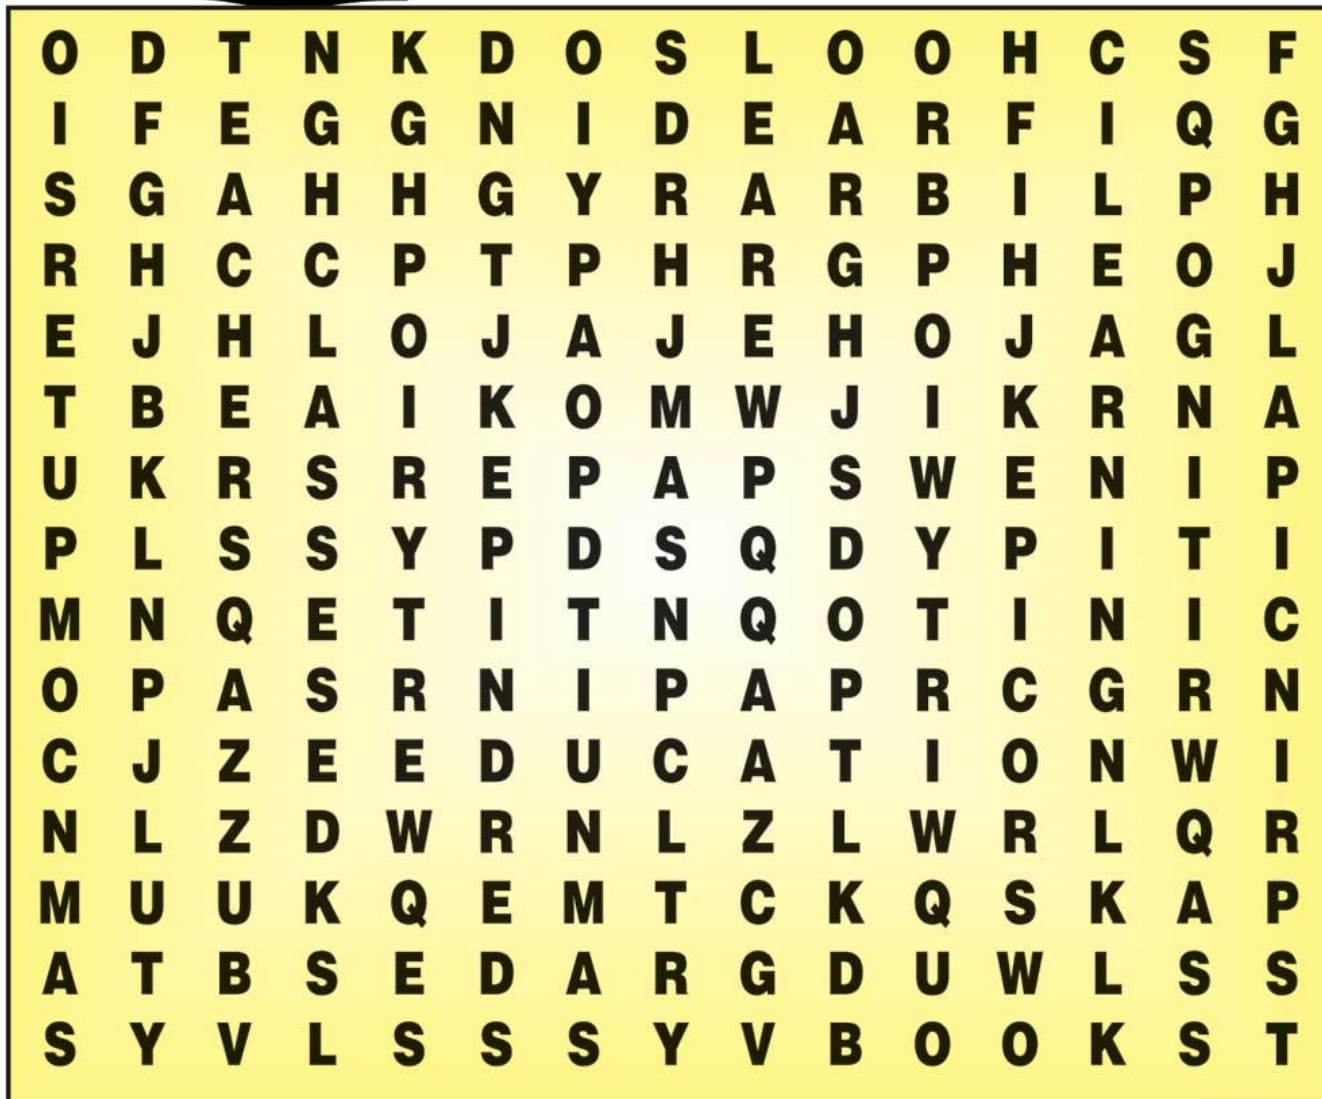 O D T N K D O S L O O H C S F
I F E G G N I D E A R F I Q G
S G A H H G Y R A R B I L P H
R H C C P T P H R G P H E O J
E J H L O J A J E H O J A G L
T B E A I K O M W J I K R N A
U K R S R E P A P S W E N I P
P L S S Y P D S Q D Y P I T I
M N Q E T I T N Q O T I N I C
O P A S R N I P A P R C G R N
C J Z E E D U C A T I O N W I
N L Z D W R N L Z L W R L Q R
M U U K Q E M T C K Q S K A P
A T B S E D A R G D U W L S S
S Y V L S S S Y V B O O K S T